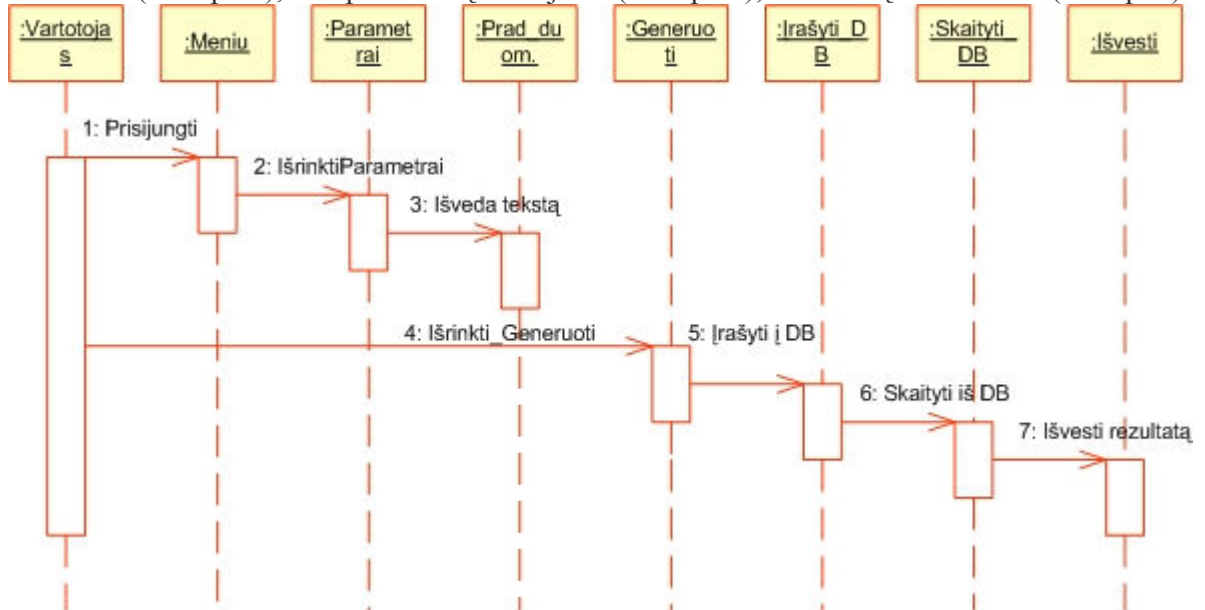 :Vartotoja
s
:Meniu
:Paramet
rai
:Prad_du
om.
:Generuo
ti
:Įrašyti_D
B
:Skaityti_
DB
:Išvesti
1: Prisijungti
2: IšrinktiParametrai
3: Išveda tekstą
4: Išrinkti_Generuoti
5: Įrašyti į DB
6: Skaityti iš DB
7: Išvesti rezultatą